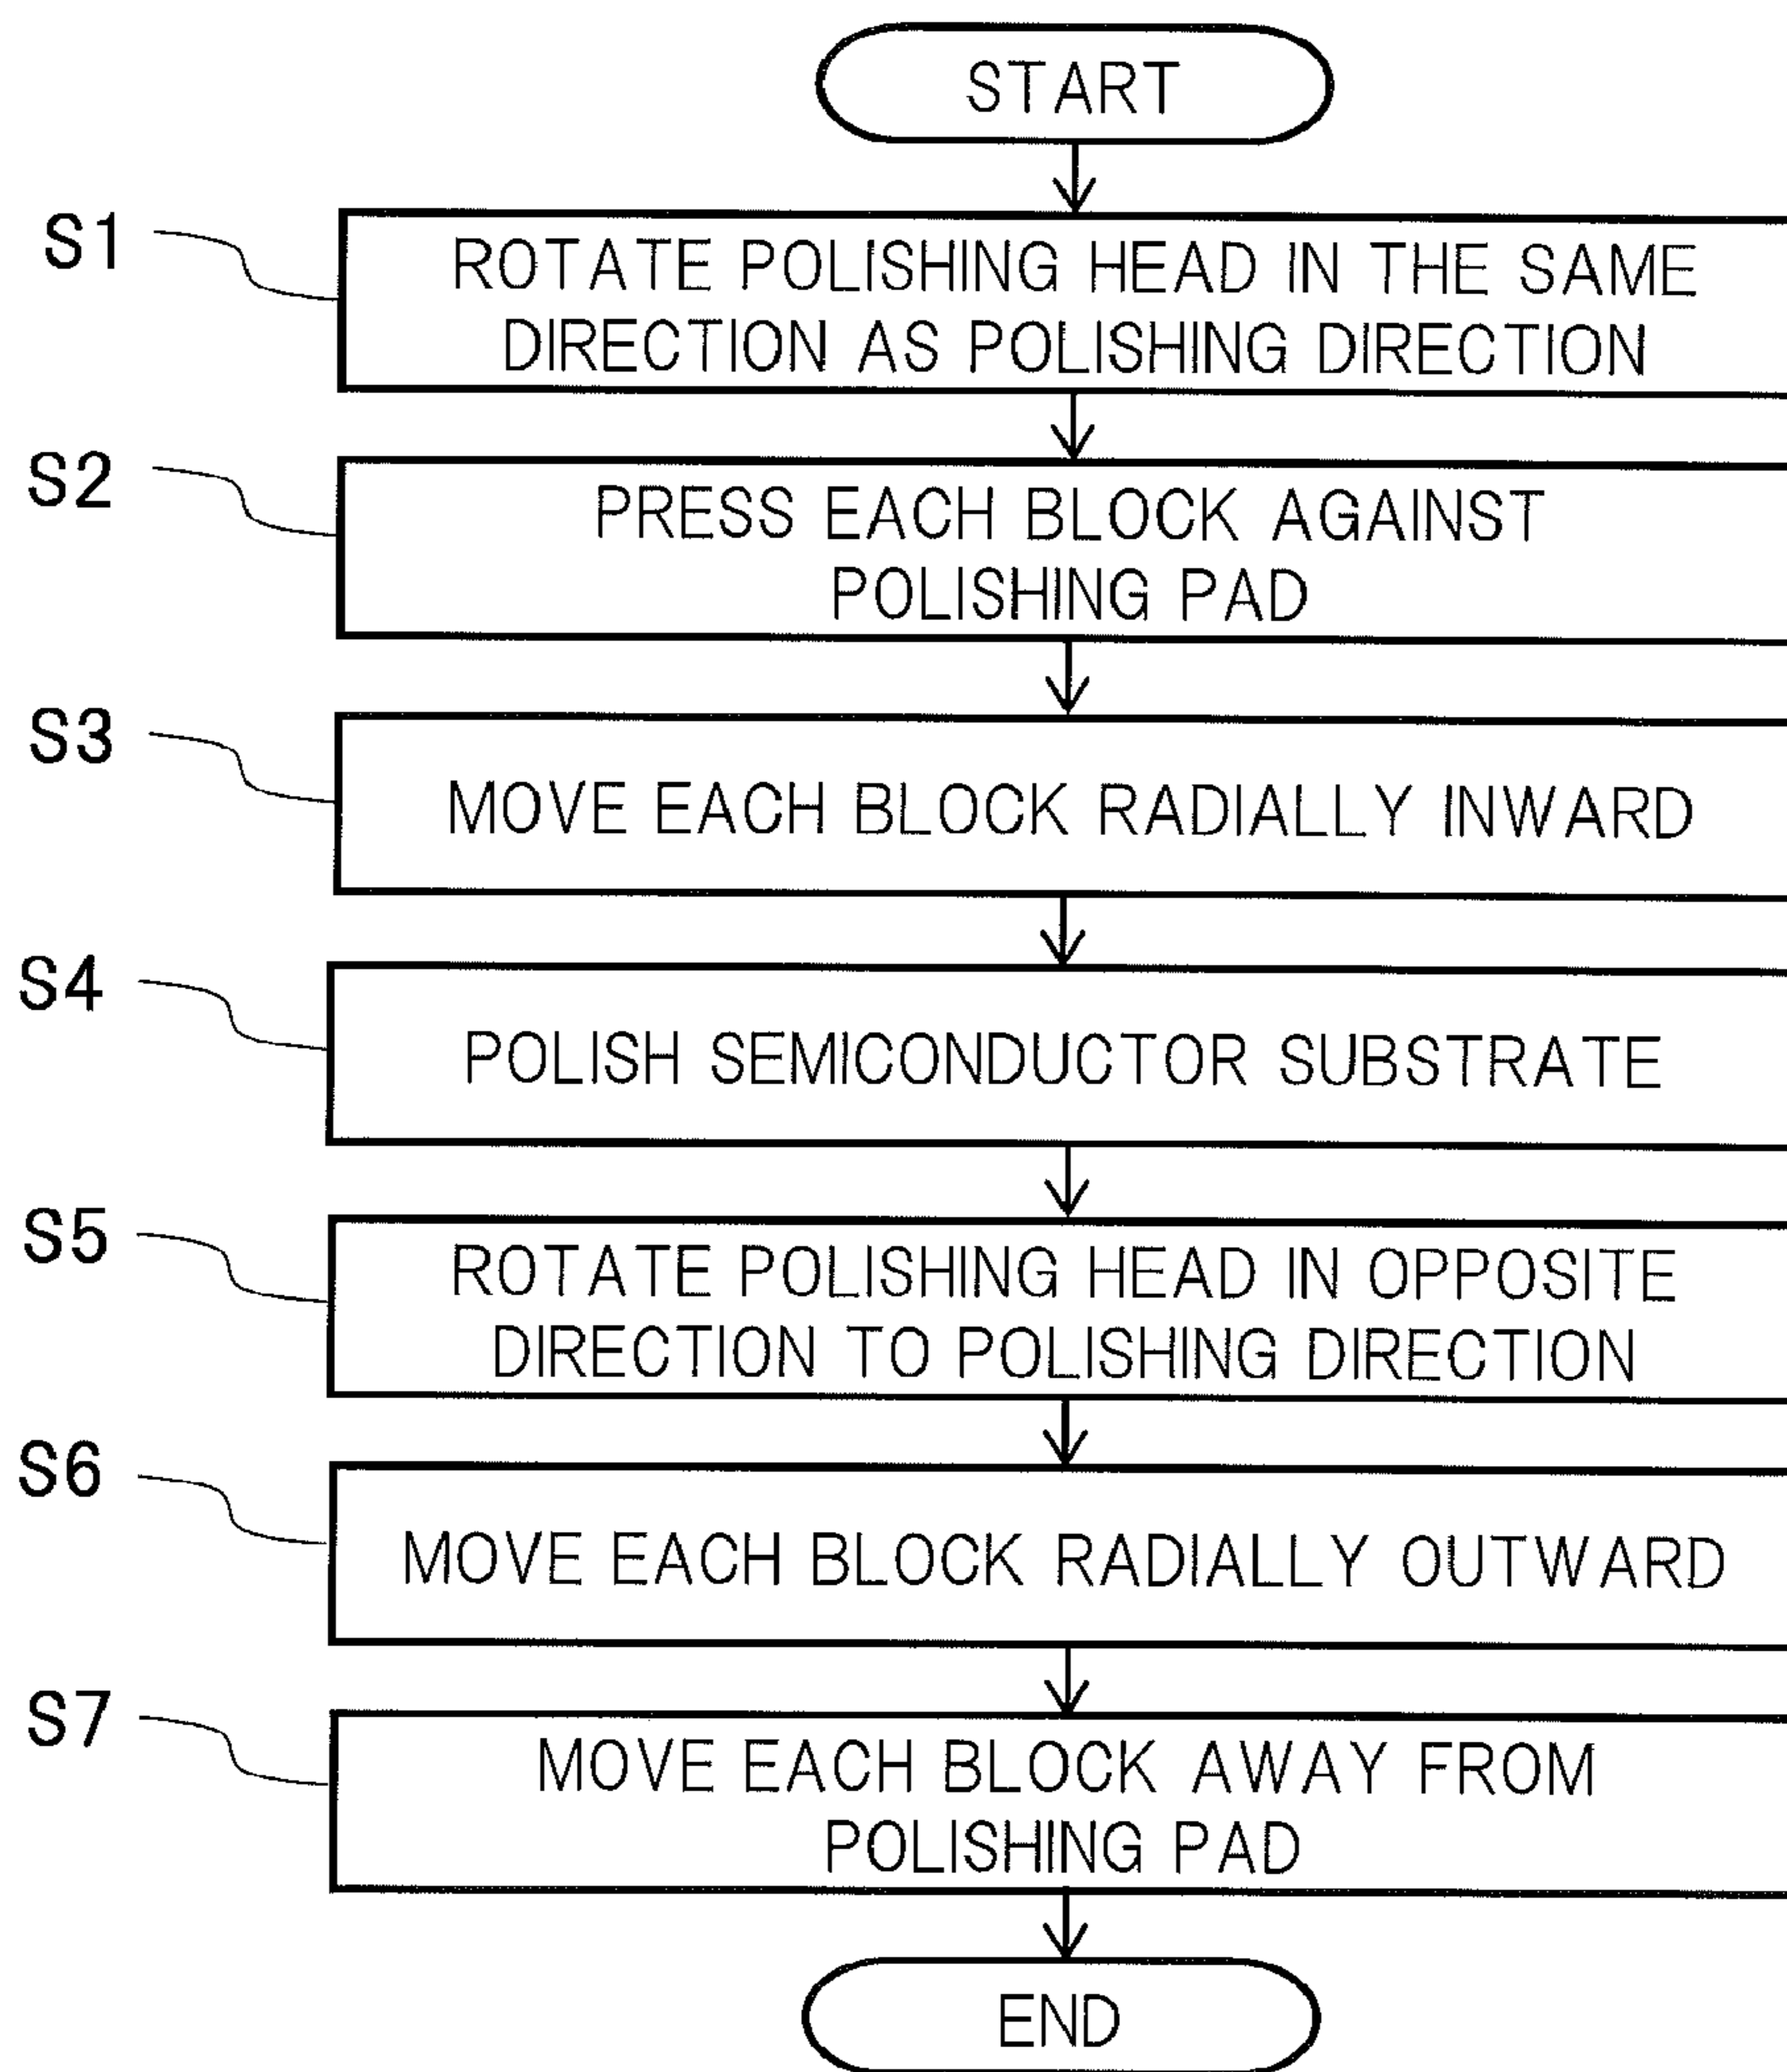 START
S1
ROTATE POLISHING HEAD IN THE SAME
DIRECTION AS POLISHING DIRECTION
S2
PRESS EACH BLOCK AGAINST
POLISHING PAD
S3
MOVE EACH BLOCK RADIALLY INWARD
S4
POLISH SEMICONDUCTOR SUBSTRATE
S5
ROTATE POLISHING HEAD IN OPPOSITE
DIRECTION TO POLISHING DIRECTION
S6
MOVE EACH BLOCK RADIALLY OUTWARD
S7
MOVE EACH BLOCK AWAY FROM
POLISHING PAD
END